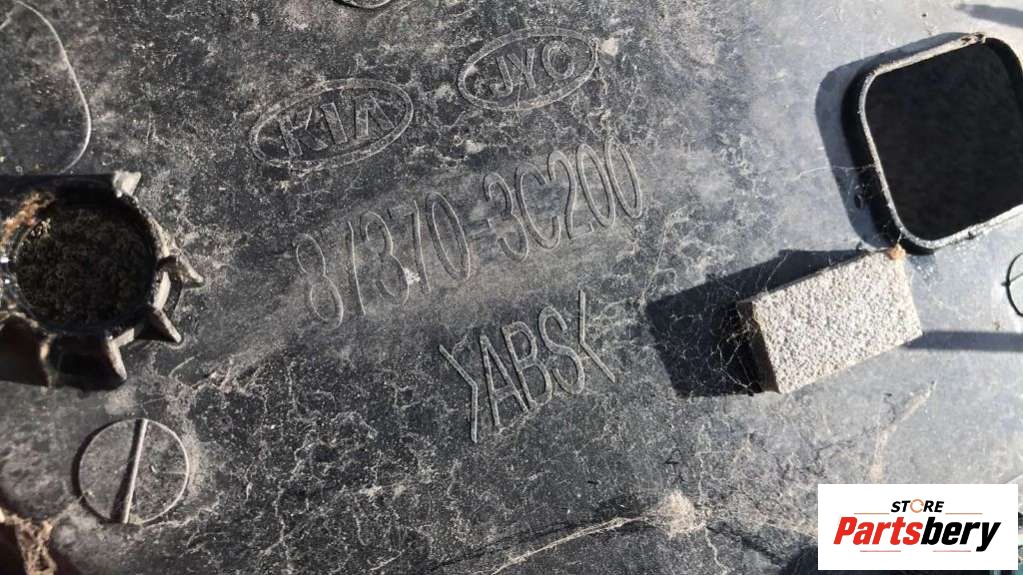 KIA JYC
87370-3C200
>ABS<
STORE
Partsbery